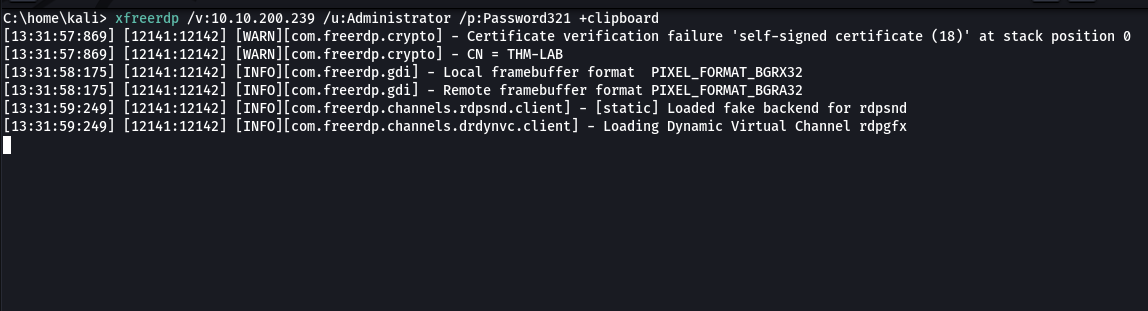 C:\home\kali> xfreerdp /v:10.10.200.239 /u:Administrator /p:Password321 +clipboard
[13:31:57:869] [12141:12142] [WARN][com.freerdp.crypto] - Certificate verification failure 'self-signed certificate (18)' at stack position 0
[13:31:57:869] [12141:12142] [WARN][com.freerdp.crypto] - CN = THM-LAB
[13:31:58:175] [12141:12142] [INFO][com.freerdp.gdi] - Local framebuffer format  PIXEL_FORMAT_BGRX32
[13:31:58:175] [12141:12142] [INFO][com.freerdp.gdi] - Remote framebuffer format PIXEL_FORMAT_BGRA32
[13:31:59:249] [12141:12142] [INFO][com.freerdp.channels.rdpsnd.client] - [static] Loaded fake backend for rdpsnd
[13:31:59:249] [12141:12142] [INFO][com.freerdp.channels.drdynvc.client] - Loading Dynamic Virtual Channel rdpgfx